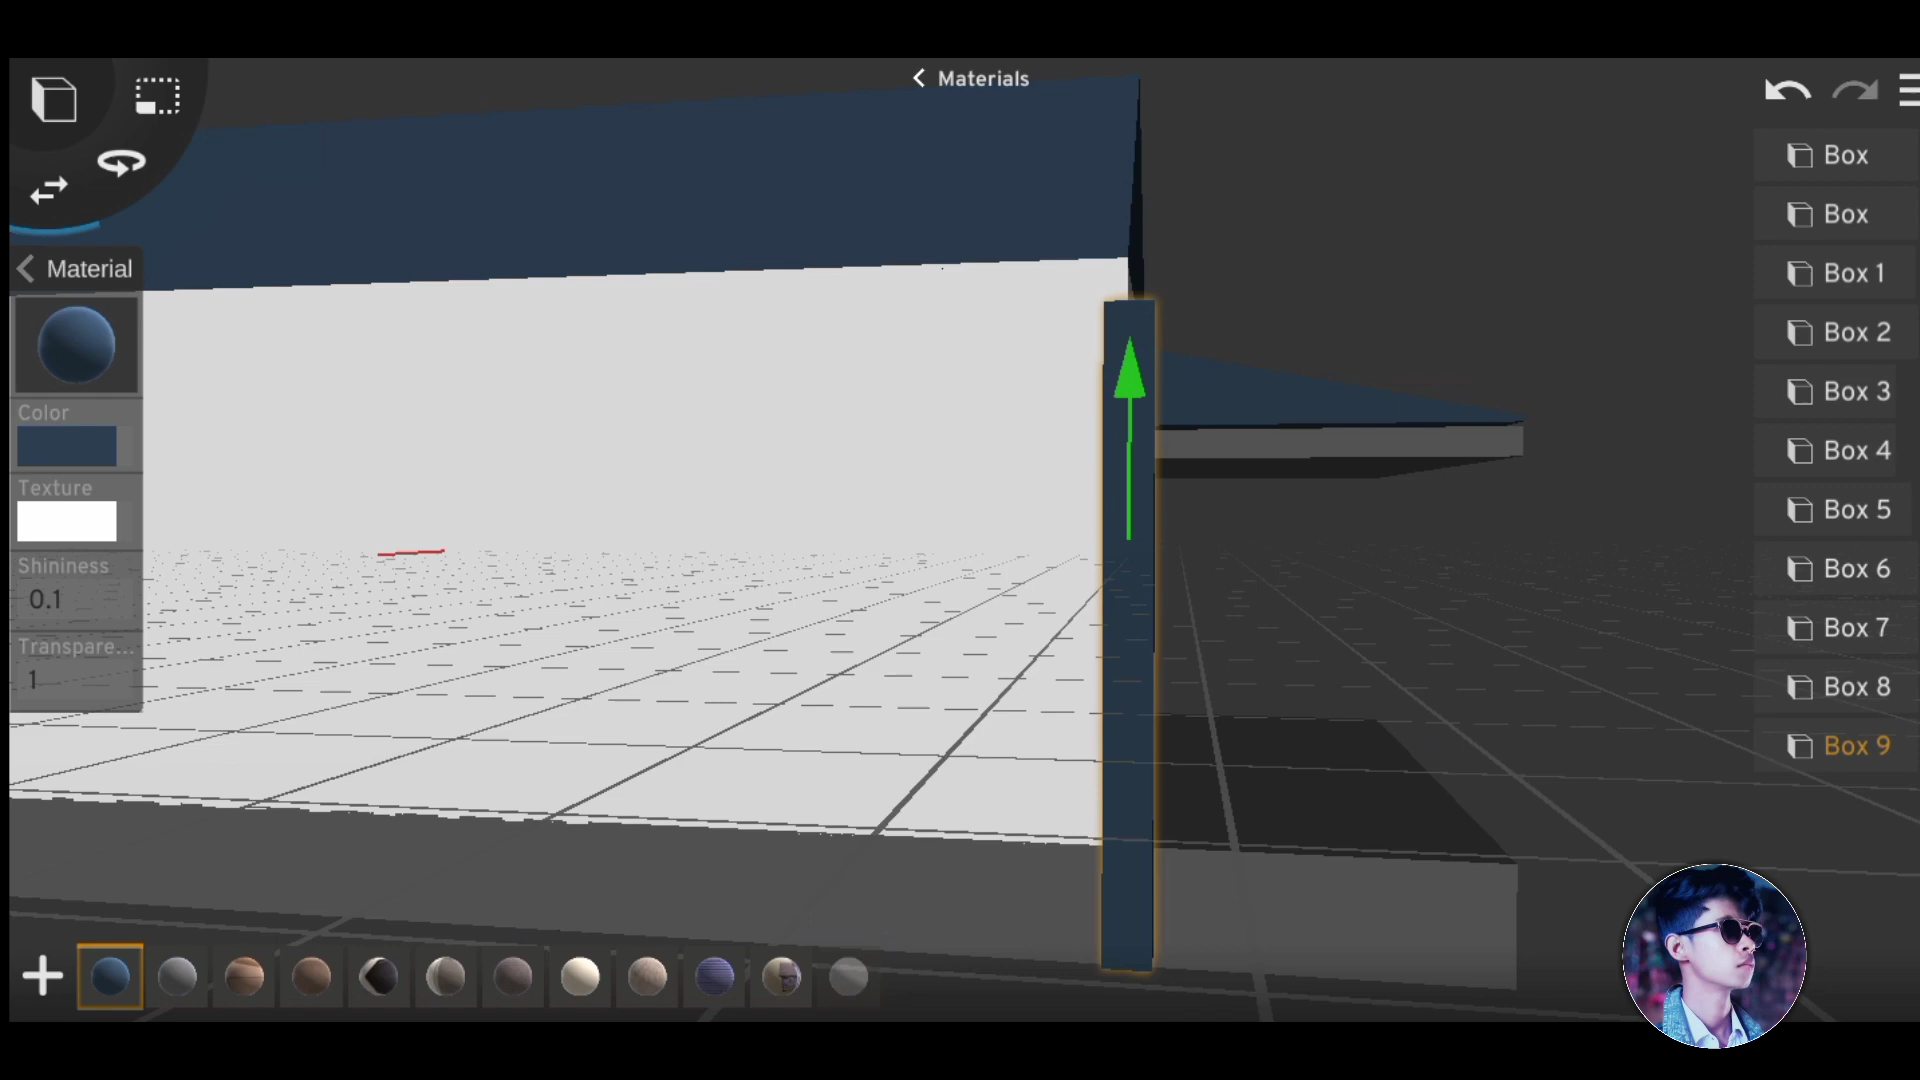 Materials
Material
Color
Texture
Shininess
0.1
Transpare...
1
Box
Box
Box 1
Box 2
Box 3
Box 4
Box 5
Box 6
Box 7
Box 8
Box 9